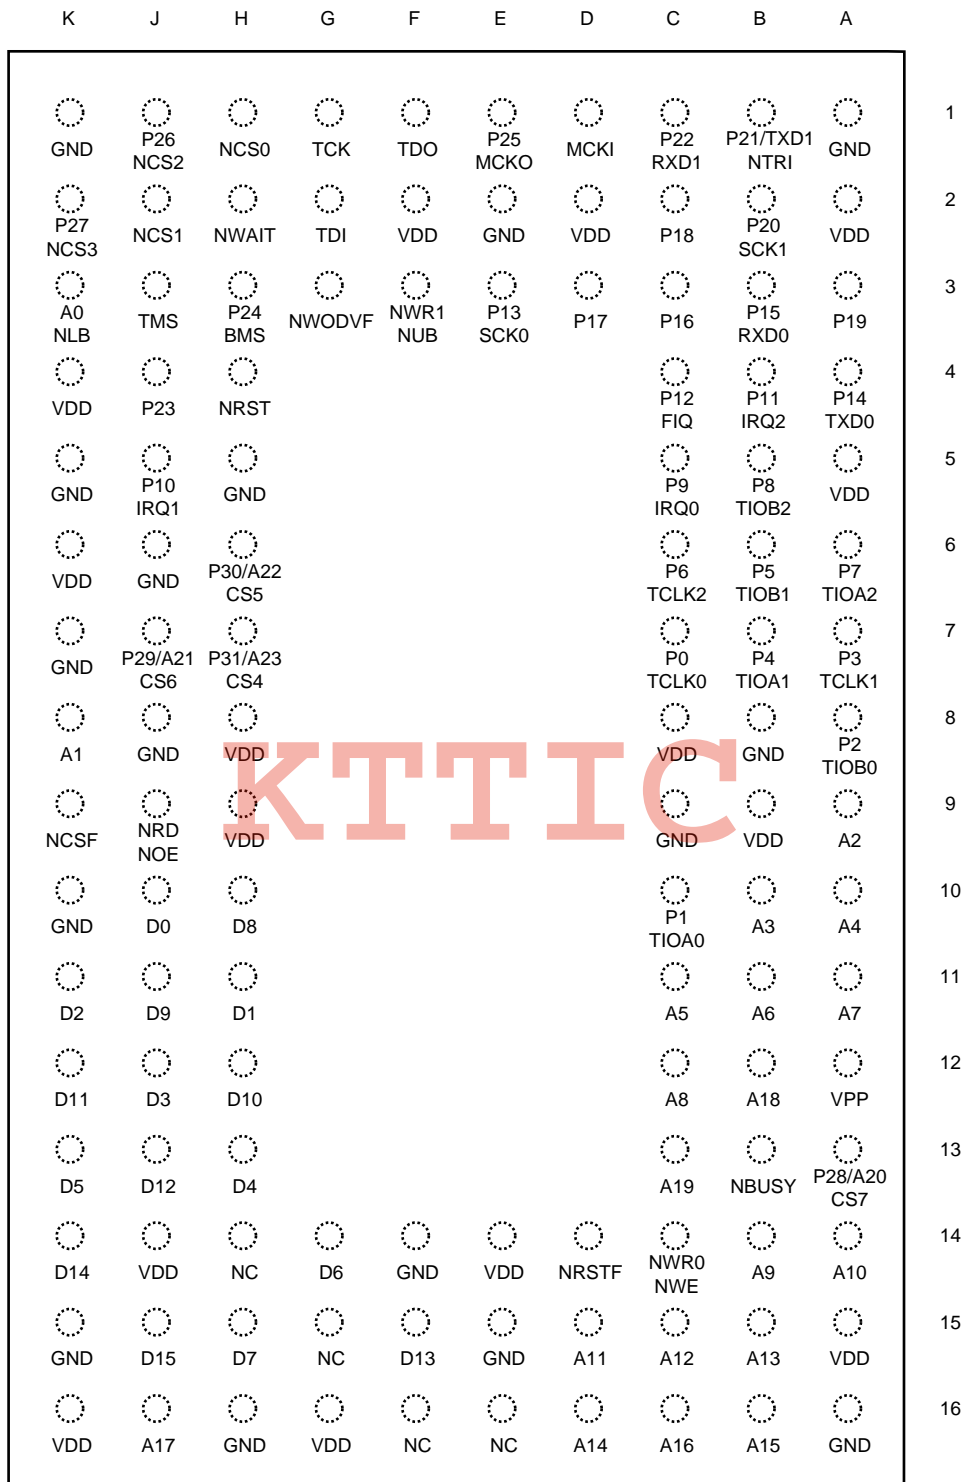 K J H G F E D C B A
1
GND P26 NCS0 TCK TDO P25 MCKI P22 P21/TXD1 GND
NCS2 MCKO RXD1 NTRI
2
P27 NCS1 NWAIT TDI VDD GND VDD P18 P20 VDD
NCS3 SCK1
3
A0 TMS P24 NWODVF NWR1 P13 P17 P16 P15 P19
NLB BMS NUB SCK0 RXD0
4
VDD P23 NRST P12 P11 P14
FIQ IRQ2 TXD0
5
GND P10 GND P9 P8 VDD
IRQ1 IRQ0 TIOB2
6
VDD GND P30/A22 P6 P5 P7
CS5 TCLK2 TIOB1 TIOA2
7
GND P29/A21 P31/A23 P0 P4 P3
CS6 CS4 TCLK0 TIOA1 TCLK1
8
A1 GND VDD VDD GND P2
TIOB0
KTTIC
9
NCSF NRD VDD GND VDD A2
NOE
10
GND D0 D8 P1 A3 A4
TIOA0
11
D2 D9 D1 A5 A6 A7
12
D11 D3 D10 A8 A18 VPP
13
D5 D12 D4 A19 NBUSY P28/A20
CS7
14
D14 VDD NC D6 GND VDD NRSTF NWR0 A9 A10
NWE
15
GND D15 D7 NC D13 GND A11 A12 A13 VDD
16
VDD A17 GND VDD NC NC A14 A16 A15 GND